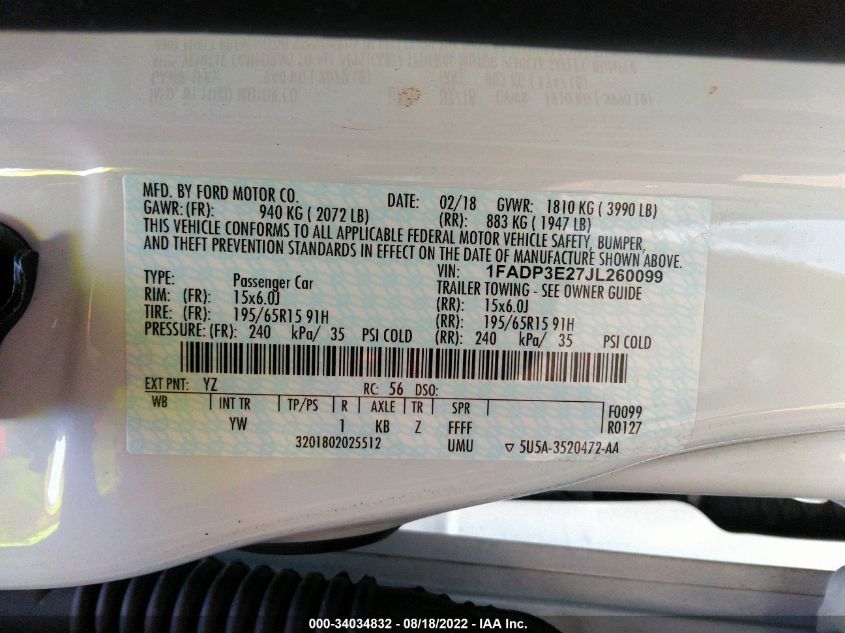 MFD. BY FORD MOTOR CO. DATE: 02/18 GVWR: 1810 KG ( 3990 LB)
GAWR: (FR): 940 KG ( 2072 LB) (RR): 883 KG ( 1947 LB)
THIS VEHICLE CONFORMS TO ALL APPLICABLE FEDERAL MOTOR VEHICLE SAFETY, BUMPER,
AND THEFT PREVENTION STANDARDS IN EFFECT ON THE DATE OF MANUFACTURE SHOWN ABOVE.
VIN: 1FADP3E27JL260099
TYPE: Passenger Car TRAILER TOWING - SEE OWNER GUIDE
RIM: (FR): 15x6.0J (RR): 15x6.0J
TIRE: (FR): 195/65R15 91H (RR): 195/65R15 91H
PRESSURE: (FR): 240 kPa/ 35 PSI COLD (RR): 240 kPa/ 35 PSI COLD
EXT PNT: YZ RC: 56 DSO:
WB INT TR TP/PS R AXLE TR SPR F0099
YW 1 KB Z FFFF R0127
3201802025512 UMU ▽ 5U5A-3520472-AA
000-34034832 - 08/18/2022 - IAA Inc.